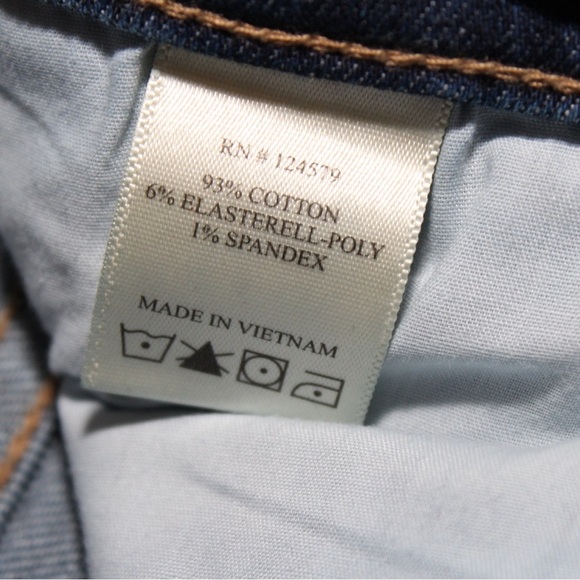 RN # 124579
93% COTTON
6% ELASTERELL-POLY
1% SPANDEX
MADE IN VIETNAM